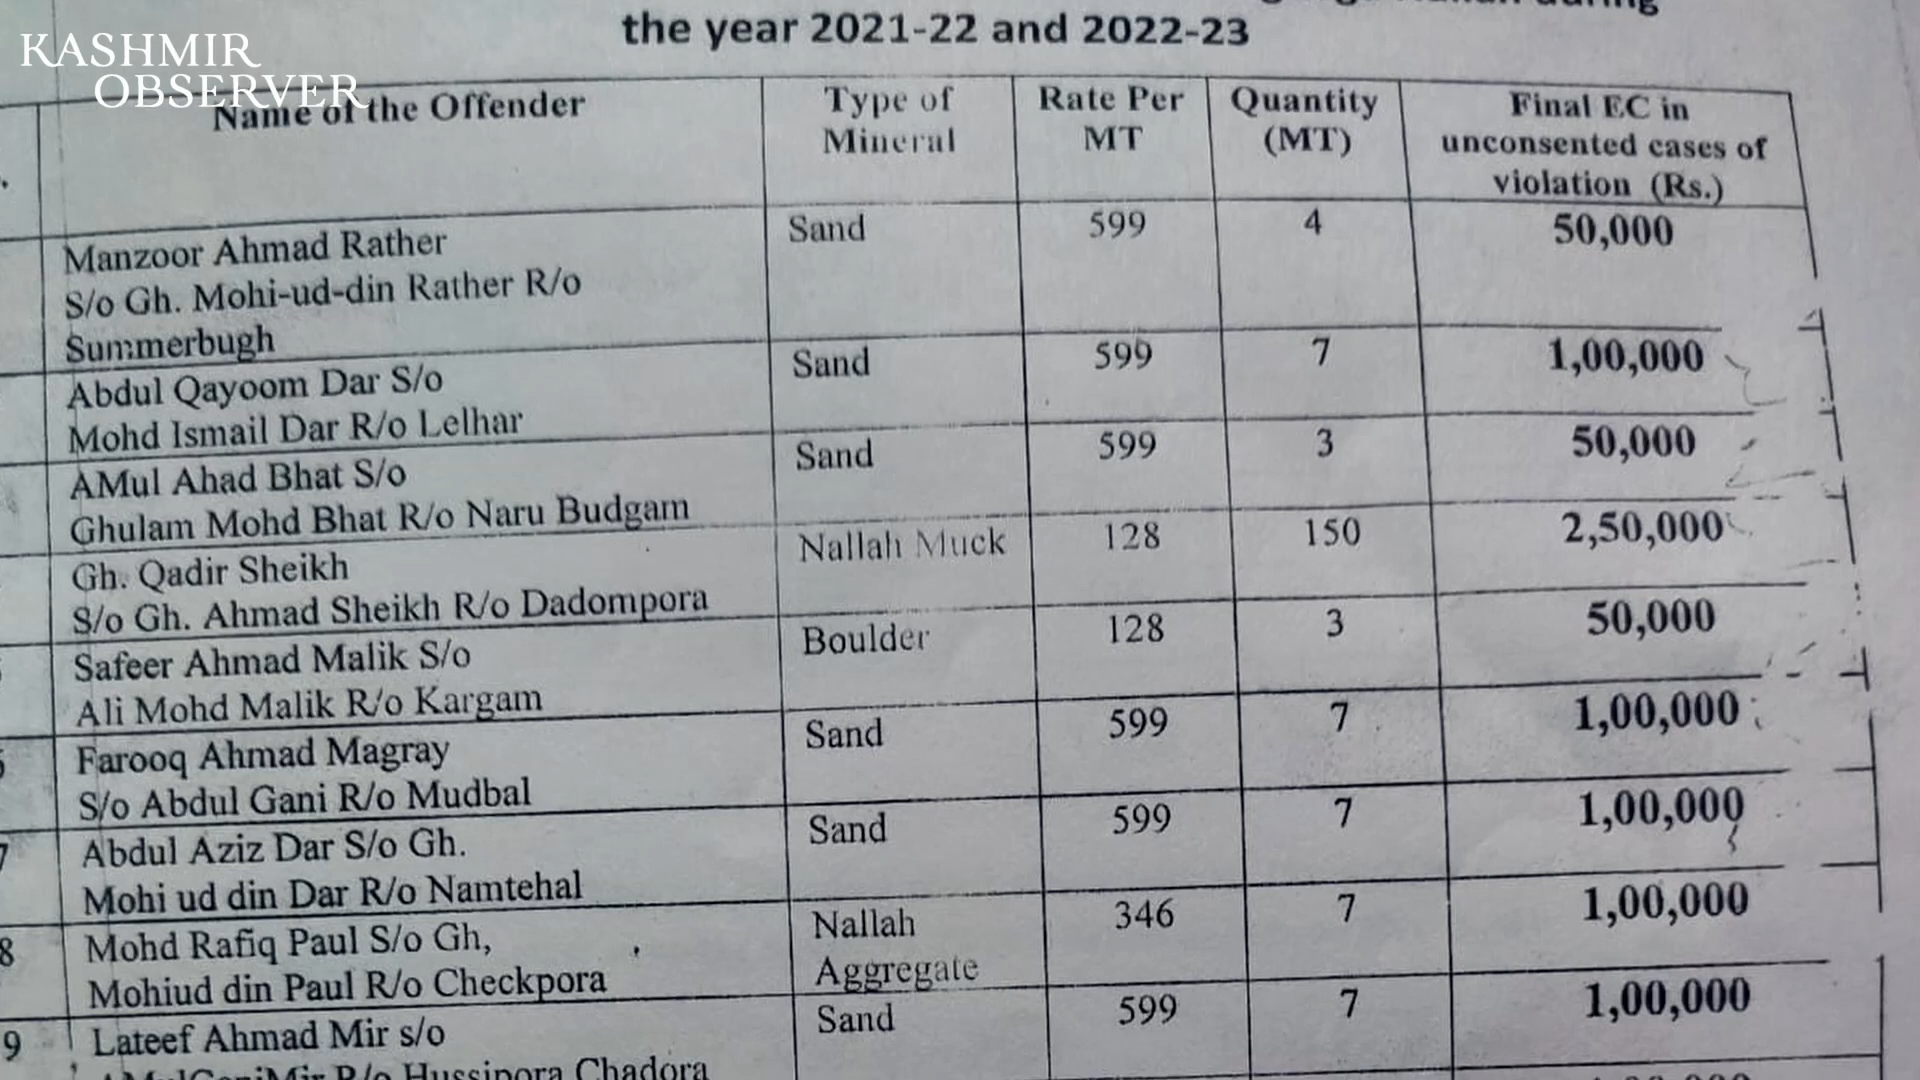 KASHMIR
OBSERVER
during
the year 2021-22 and 2022-23
Name of the Offender
Type of
Mineral
Rate Per
MT
Quantity
(MT)
Final EC in
unconsented cases of
violation (Rs.)
Manzoor Ahmad Rather
S/o Gh. Mohi-ud-din Rather R/o
Summerbugh
Sand
599
4
50,000
Abdul Qayoom Dar S/o
Mohd Ismail Dar R/o Lelhar
Sand
599
7
1,00,000
AMul Ahad Bhat S/o
Ghulam Mohd Bhat R/o Naru Budgam
Sand
599
3
50,000
Gh. Qadir Sheikh
S/o Gh. Ahmad Sheikh R/o Dadompora
Nallah Muck
128
150
2,50,000
Safeer Ahmad Malik S/o
Ali Mohd Malik R/o Kargam
Boulder
128
3
50,000
Farooq Ahmad Magray
S/o Abdul Gani R/o Mudbal
Sand
599
7
1,00,000
7
Abdul Aziz Dar S/o Gh.
Mohi ud din Dar R/o Namtehal
Sand
599
7
1,00,000
8
Mohd Rafiq Paul S/o Gh,
Mohiud din Paul R/o Checkpora
Nallah
Aggregate
346
7
1,00,000
9
Lateef Ahmad Mir s/o
AMulGaniMir R/o Hussipora Chadora
Sand
599
7
1,00,000